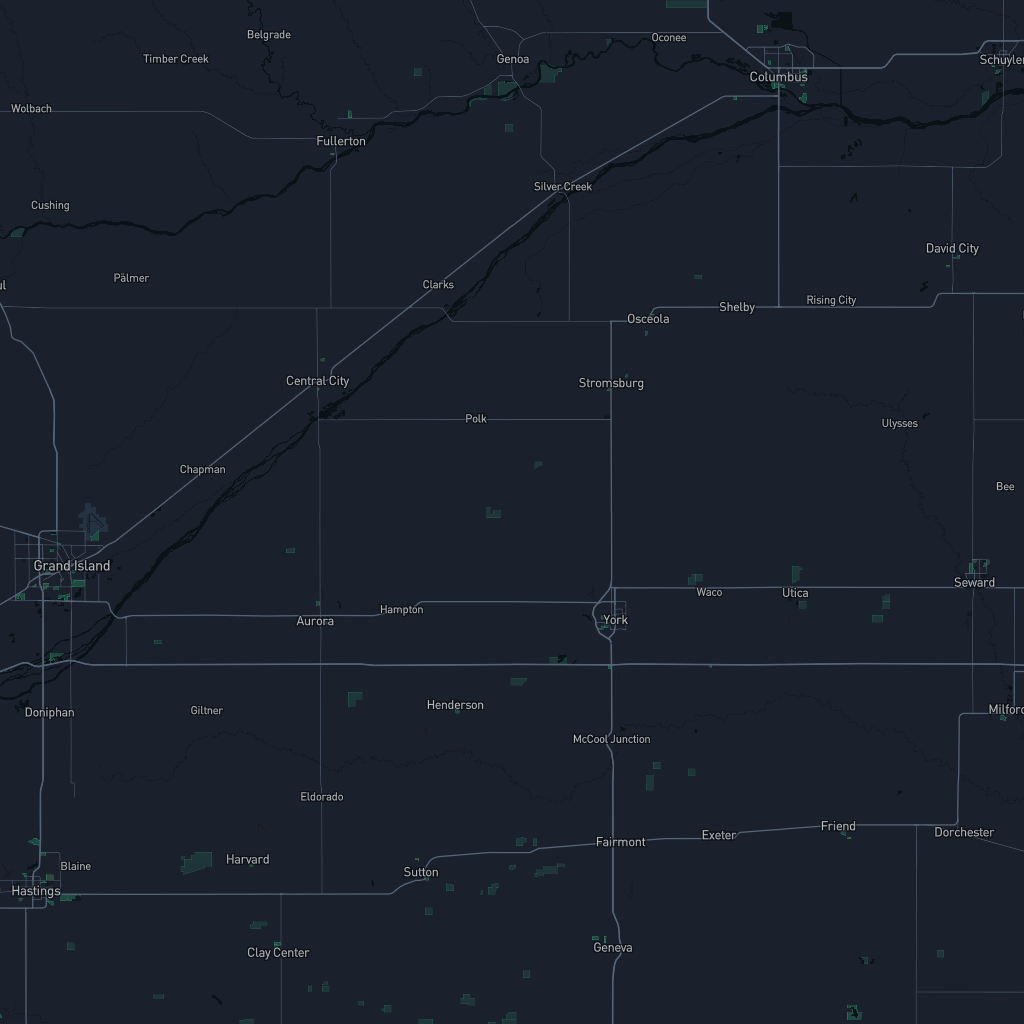 Belgrade
Oconee
Timber Creek
Genoa
Schuyler
Columbus
Wolbach
Fullerton
Silver Creek
Cushing
David City
Pälmer
ul
Clarks
Rising City
Shelby
Osceola
Central City
Stromsburg
Polk
Ulysses
Chapman
Bee
Grand Island
Seward
Waco
Utica
Hampton
Aurora
York
Henderson
Giltner
Doniphan
Milford
McCool Junction
Eldorado
Friend
Dorchester
Exeter
Fairmont
Harvard
Blaine
Sutton
Hastings
Geneva
Clay Center